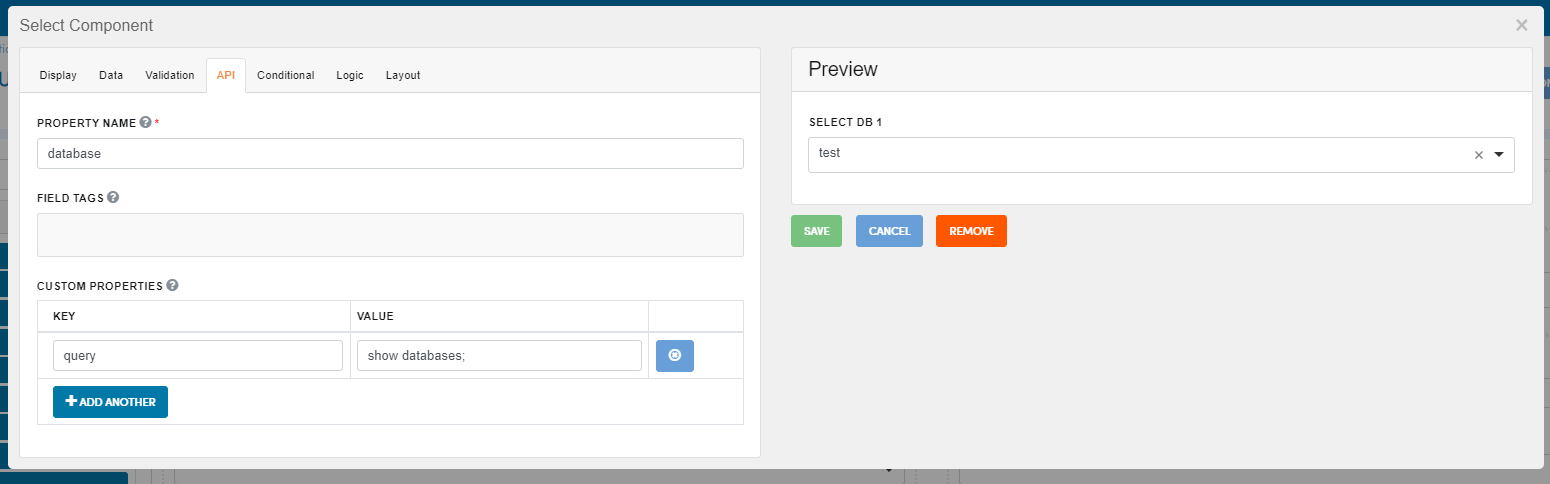 Select Component
×
Display Data Validation API Conditional Logic Layout
PROPERTY NAME ? *
database
FIELD TAGS ?
CUSTOM PROPERTIES ?
KEY VALUE
query show databases;
+ ADD ANOTHER
Preview
SELECT DB 1
test ×
SAVE CANCEL REMOVE